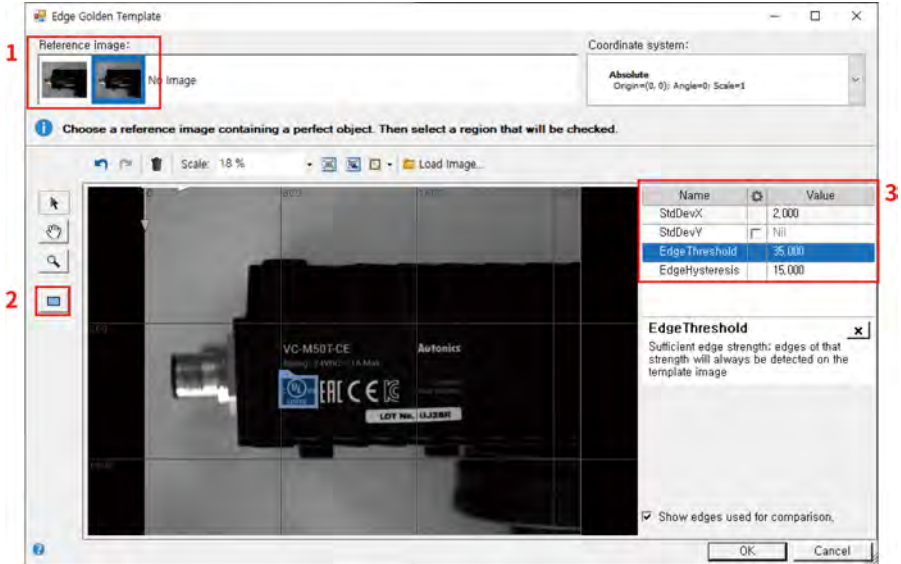 Edge Golden Template
1
Reference image:
No Image
Coordinate system:
Absolute
Origin=(0, 0); Angle=0; Scale=1
Choose a reference image containing a perfect object. Then select a region that will be checked.
Scale: 18 %
Load Image...
3
Name Value
StdDevX 2,000
StdDevY Nil
EdgeThreshold 35,000
EdgeHysteresis 15,000
2
VC-M50T-CE Autonics
UL
EAC CE
LOT No.
EdgeThreshold
Sufficient edge strength: edges of that
strength will always be detected on the
template image
Show edges used for comparison,
OK Cancel